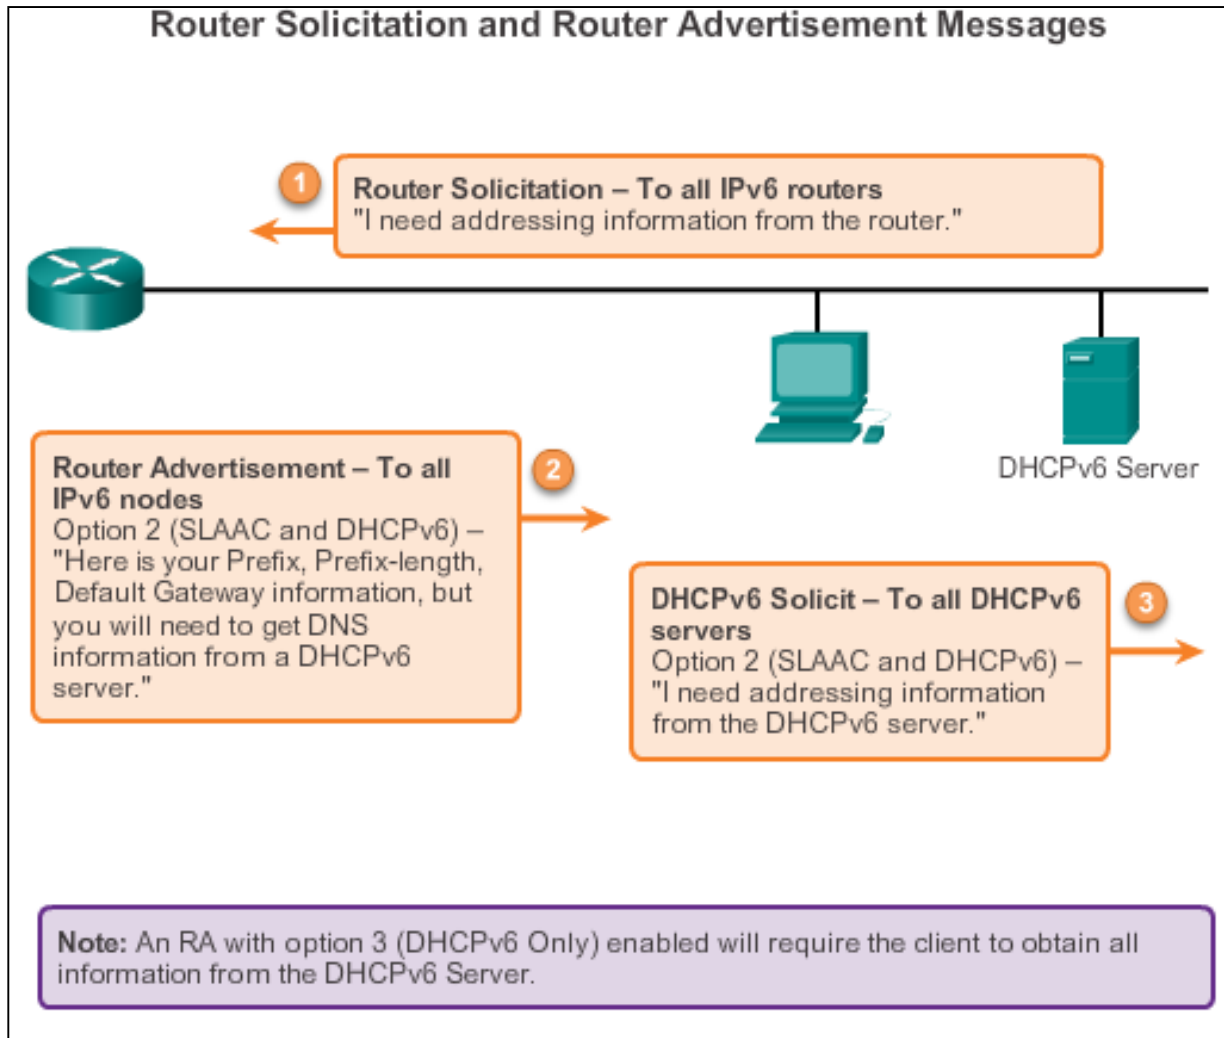 Router Solicitation and Router Advertisement Messages
1
Router Solicitation – To all IPv6 routers
"I need addressing information from the router."
DHCPv6 Server
Router Advertisement – To all
IPv6 nodes
Option 2 (SLAAC and DHCPv6) –
"Here is your Prefix, Prefix-length,
Default Gateway information, but
you will need to get DNS
information from a DHCPv6
server."
2
DHCPv6 Solicit – To all DHCPv6
servers
Option 2 (SLAAC and DHCPv6) –
"I need addressing information
from the DHCPv6 server."
3
Note: An RA with option 3 (DHCPv6 Only) enabled will require the client to obtain all
information from the DHCPv6 Server.